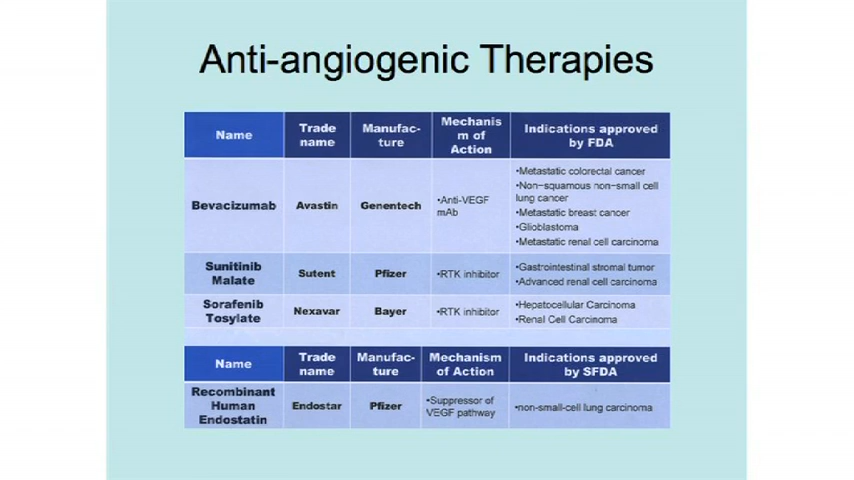 Anti-angiogenic Therapies
Name
Trade
name
Manufac-
ture
Mechanis
m of
Action
Indications approved
by FDA
Bevacizumab
Avastin
Genentech
•Anti-VEGF
mAb
•Metastatic colorectal cancer
•Non-squamous non-small cell
lung cancer
•Metastatic breast cancer
•Glioblastoma
•Metastatic renal cell carcinoma
Sunitinib
Malate
Sutent
Pfizer
•RTK inhibitor
•Gastrointestinal stromal tumor
•Advanced renal cell carcinoma
Sorafenib
Tosylate
Nexavar
Bayer
•RTK inhibitor
•Hepatocellular Carcinoma
•Renal Cell Carcinoma
Name
Trade
name
Manufac-
ture
Mechanism
of Action
Indications approved
by SFDA
Recombinant
Human
Endostatin
Endostar
Pfizer
•Suppressor of
VEGF pathway
•non-small-cell lung carcinoma